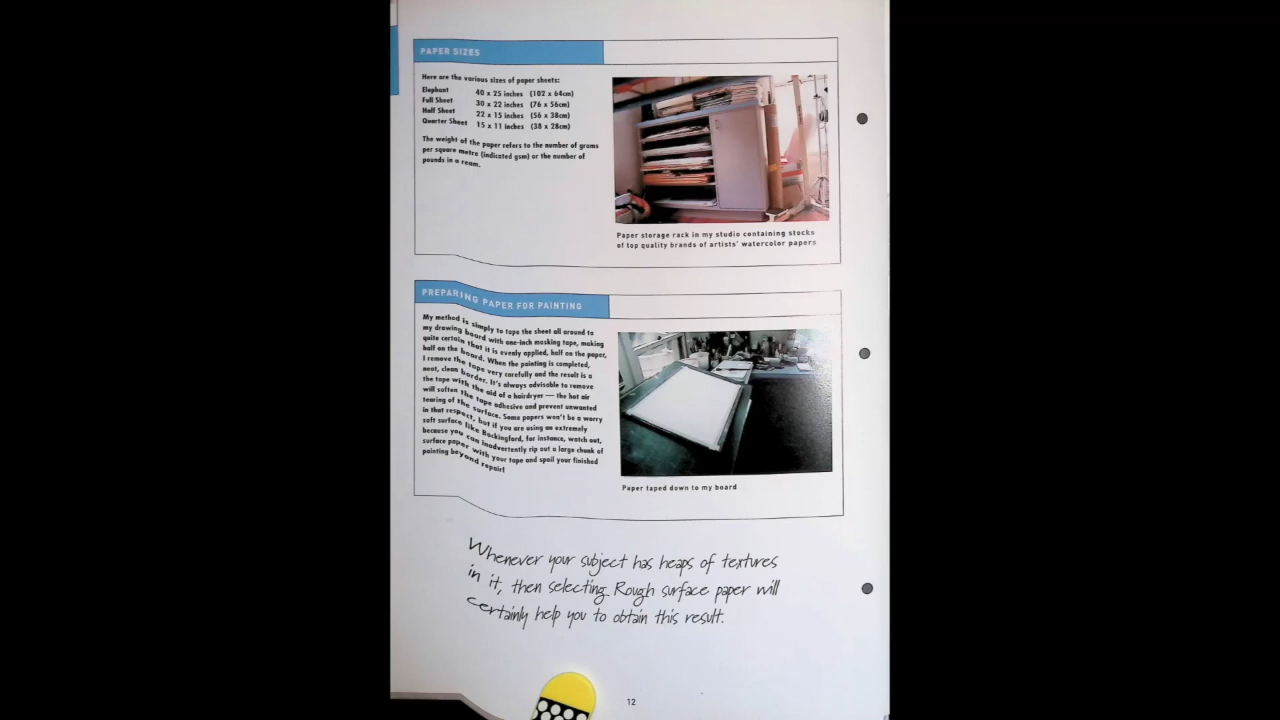 PAPER SIZES
Here are the various sizes of paper sheets:
Elephant 40 x 25 inches (102 x 64cm)
Full Sheet 30 x 22 inches (76 x 56cm)
Half Sheet 22 x 15 inches (56 x 38cm)
Quarter Sheet 15 x 11 inches (38 x 28cm)
The weight of the paper refers to the number of grams
per square metre (indicated gsm) or the number of
pounds in a ream.
Paper storage rack in my studio containing stocks
of top quality brands of artists' watercolor papers
PREPARING PAPER FOR PAINTING
My method is simply to tape the sheet all around to
my drawing board with one-inch masking tape, making
quite certain that it is evenly applied, half on the paper,
half on the board. When the painting is completed,
I remove the tape very carefully and the result is a
neat, clean border. It's always advisable to remove
the tape with the aid of a hairdryer — the hot air
will soften the tape adhesive and prevent unwanted
tearing of the surface. Some papers won't be a worry
in that respect, but if you are using an extremely
soft surface like Bockingford, for instance, watch out,
because you can inadvertently rip out a large chunk of
surface paper with your tape and spoil your finished
painting beyond repair!
Paper taped down to my board
Whenever your subject has heaps of textures
in it, then selecting Rough surface paper will
certainly help you to obtain this result.
12